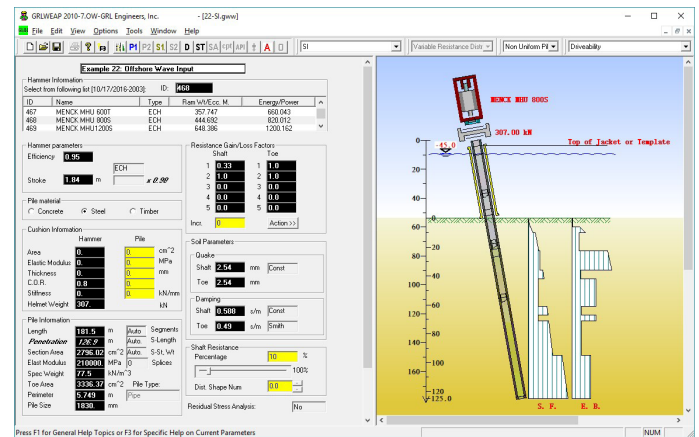 GRLWEAP 2010-7.OW-GRL Engineers, Inc. - [22-SI.gww]
File Edit View Options Tools Window Help
P1 P2 S1 S2 D ST SA cpt AM A SI Variable Resistance Distr Non Uniform Pil Driveability
Example 22: Offshore Wave Input
Hammer Information
Select from following list [10/17/2016-2003]: ID: 468
ID Name Type Ram Wt/Ecc. M. Energy/Power
467 MENCK MHU 600T ECH 357.747 660.043
468 MENCK MHU 800S ECH 444.692 820.012
469 MENCK MHU1200S ECH 648.386 1200.162
Hammer parameters
Efficiency 0.95
ECH
Stroke 1.84 m x 0.98
Pile material
Concrete Steel Timber
Cushion Information
Hammer Pile
Area 0. 0. cm^2
Elastic Modulus 0. 0. MPa
Thickness 0. 0. mm
C.O.R. 0.8 0.
Stiffness 0. 0. kN/mm
Helmet Weight 307. kN
Pile Information
Length 181.5 m Auto Segments
Penetration 126.9 m Auto. S-Length
Section Area 2796.02 cm^2 Auto. S-St, Wt
Elast Modulus 210000. MPa 0 Splices
Spec Weight 77.5 kN/m^3
Toe Area 3336.37 cm^2 Pile Type:
Perimeter 5.749 m Pipe
Pile Size 1830. mm
Resistance Gain/Loss Factors
Shaft Toe
1 0.33 1 1.0
2 1.0 2 1.0
3 0.0 3 0.0
4 0.0 4 0.0
5 0.0 5 0.0
Incr. 0 Action >>
Soil Parameters
Quake
Shaft 2.54 mm Const
Toe 2.54 mm
Damping
Shaft 0.588 s/m Const
Toe 0.49 s/m Smith
Shaft Resistance
Percentage 10 %
100%
Dist. Shape Num 0.0
Residual Stress Analysis: No
MENCK MHU 800S
307.00 kN
Top of Jacket or Template
0
-45.0
20
40
0
60
80
100
60
120
80
140
100
160
120
125.0
S. F. E. B.
Press F1 for General Help Topics or F3 for Specific Help on Current Parameters NUM